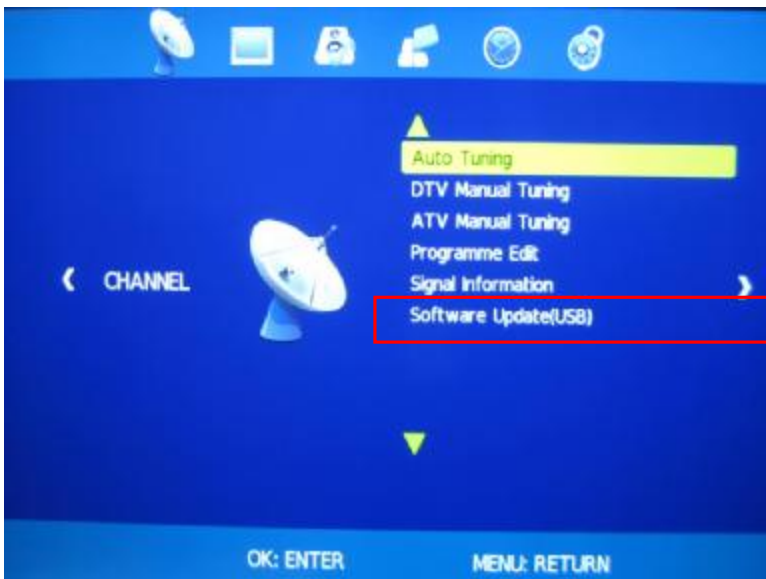 Auto Tuning
DTV Manual Tuning
ATV Manual Tuning
Programme Edit
CHANNEL
Signal Information
Software Update(USB)
OK: ENTER
MENU: RETURN